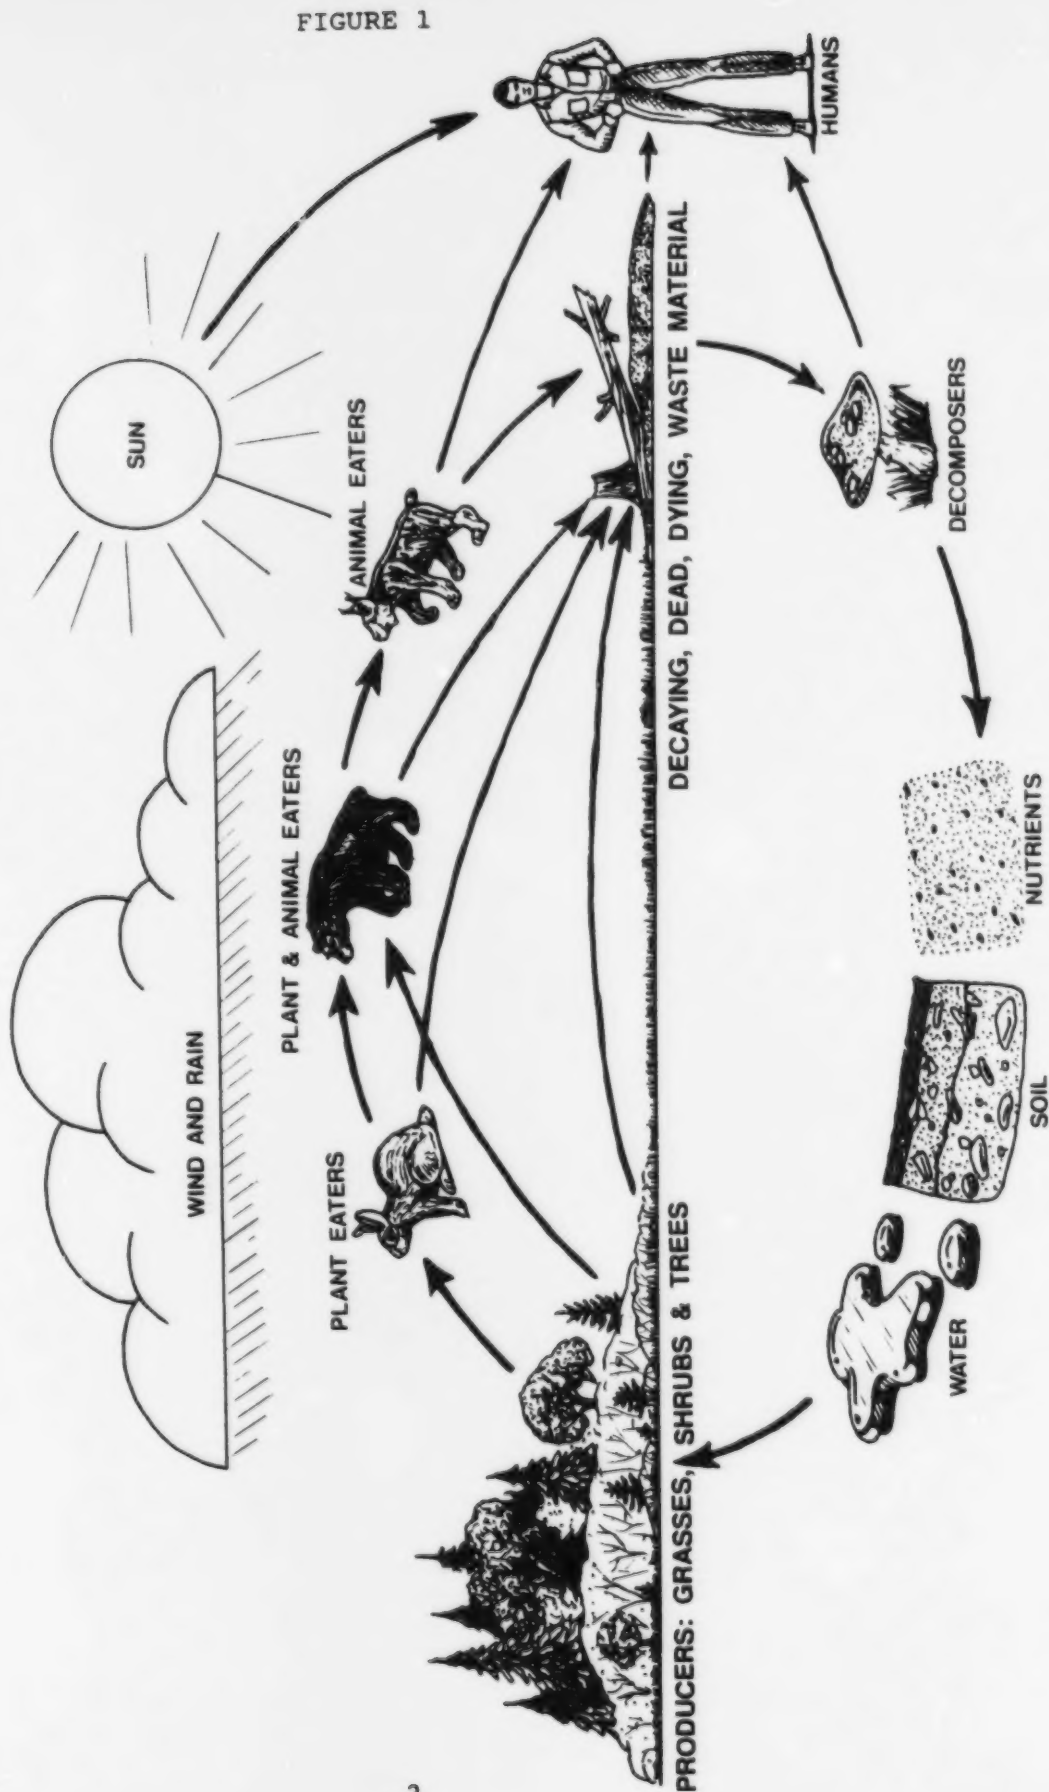 FIGURE 1
WIND AND RAIN
SUN
PLANT EATERS
PLANT & ANIMAL EATERS
ANIMAL EATERS
HUMANS
PRODUCERS: GRASSES, SHRUBS & TREES
DECAYING, DEAD, DYING, WASTE MATERIAL
WATER
SOIL
NUTRIENTS
DECOMPOSERS